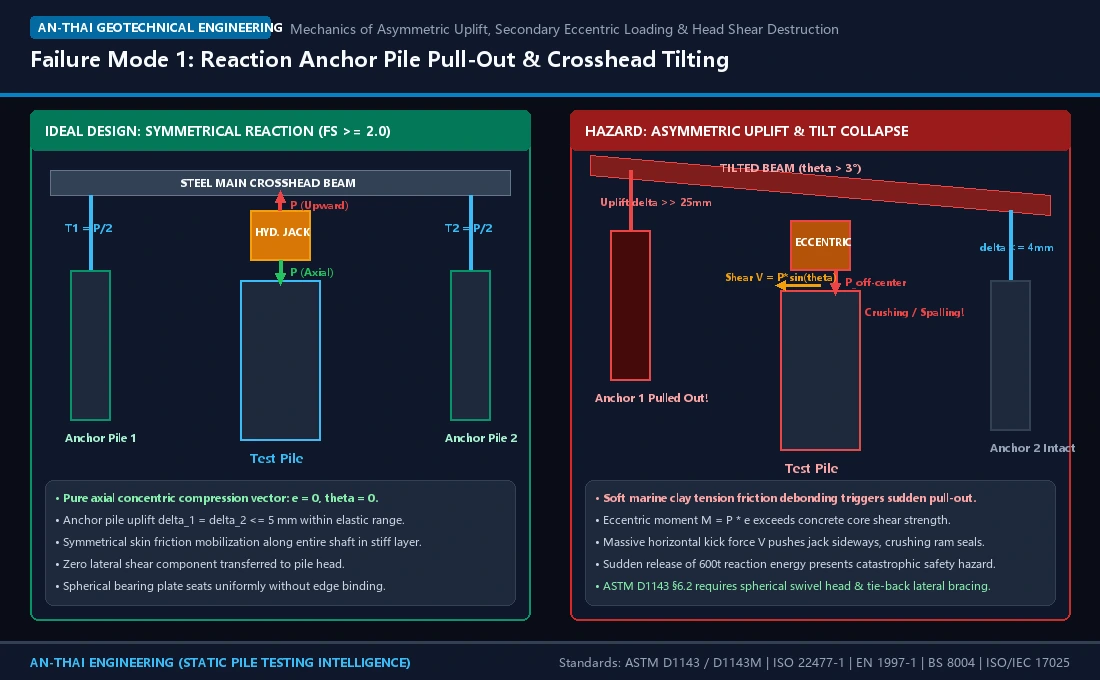 AN-THAI GEOTECHNICAL ENGINEERING
Mechanics of Asymmetric Uplift, Secondary Eccentric Loading & Head Shear Destruction
Failure Mode 1: Reaction Anchor Pile Pull-Out & Crosshead Tilting
IDEAL DESIGN: SYMMETRICAL REACTION (FS >= 2.0)
STEEL MAIN CROSSHEAD BEAM
P (Upward)
T1 = P/2
HYD. JACK
T2 = P/2
P (Axial)
Anchor Pile 1
Anchor Pile 2
Test Pile
• Pure axial concentric compression vector: e = 0, theta = 0.
• Anchor pile uplift delta_1 = delta_2 <= 5 mm within elastic range.
• Symmetrical skin friction mobilization along entire shaft in stiff layer.
• Zero lateral shear component transferred to pile head.
• Spherical bearing plate seats uniformly without edge binding.
HAZARD: ASYMMETRIC UPLIFT & TILT COLLAPSE
TILTED BEAM (theta > 3°)
Uplift delta >> 25mm
ECCENTRIC
delta = 4mm
Shear V = P*sin(theta)
P_off-center
Crushing / Spalling!
Anchor 1 Pulled Out!
Anchor 2 Intact
Test Pile
• Soft marine clay tension friction debonding triggers sudden pull-out.
• Eccentric moment M = P * e exceeds concrete core shear strength.
• Massive horizontal kick force V pushes jack sideways, crushing ram seals.
• Sudden release of 600t reaction energy presents catastrophic safety hazard.
• ASTM D1143 §6.2 requires spherical swivel head & tie-back lateral bracing.
AN-THAI ENGINEERING (STATIC PILE TESTING INTELLIGENCE)
Standards: ASTM D1143 / D1143M | ISO 22477-1 | EN 1997-1 | BS 8004 | ISO/IEC 17025